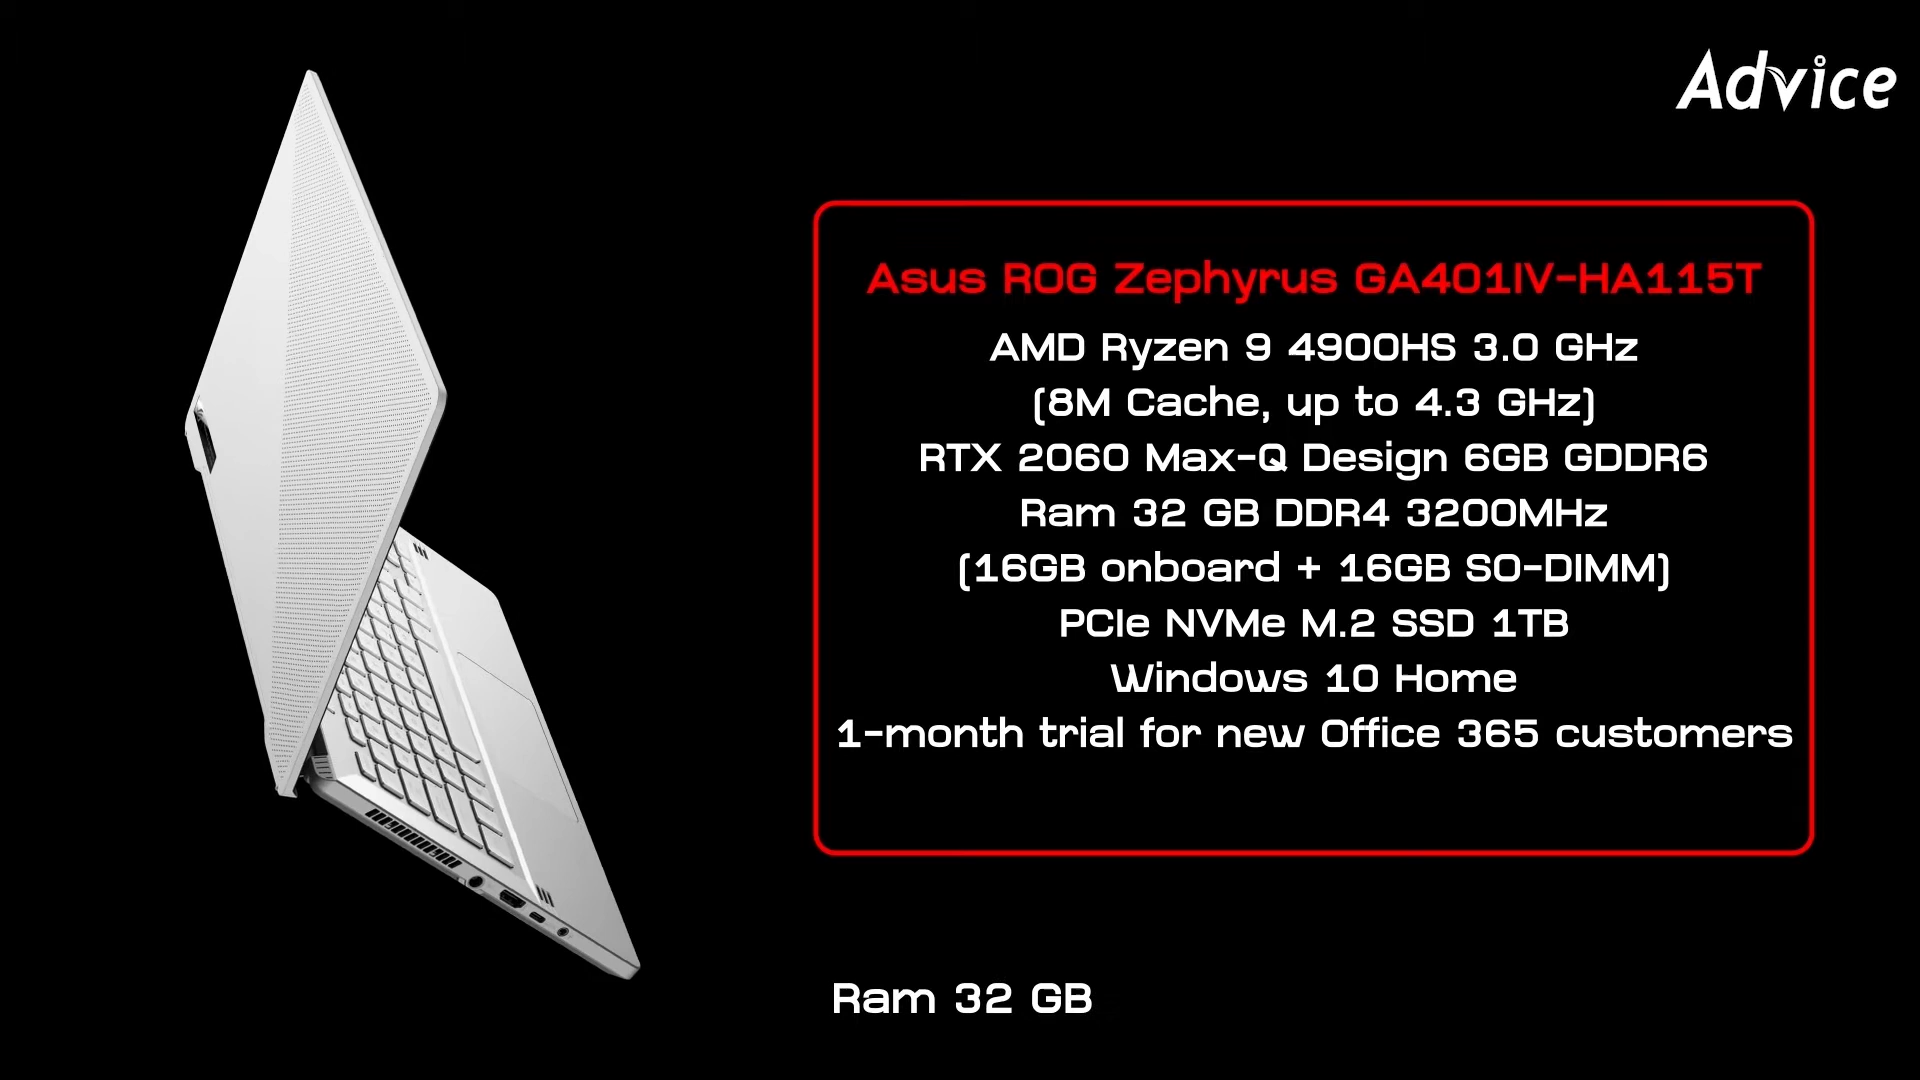 Advice
Asus ROG Zephyrus GA401IV-HA115T
AMD Ryzen 9 4900HS 3.0 GHz
(8M Cache, up to 4.3 GHz)
RTX 2060 Max-Q Design 6GB GDDR6
Ram 32 GB DDR4 3200MHz
(16GB onboard + 16GB SO-DIMM)
PCIe NVMe M.2 SSD 1TB
Windows 10 Home
1-month trial for new Office 365 customers
Ram 32 GB